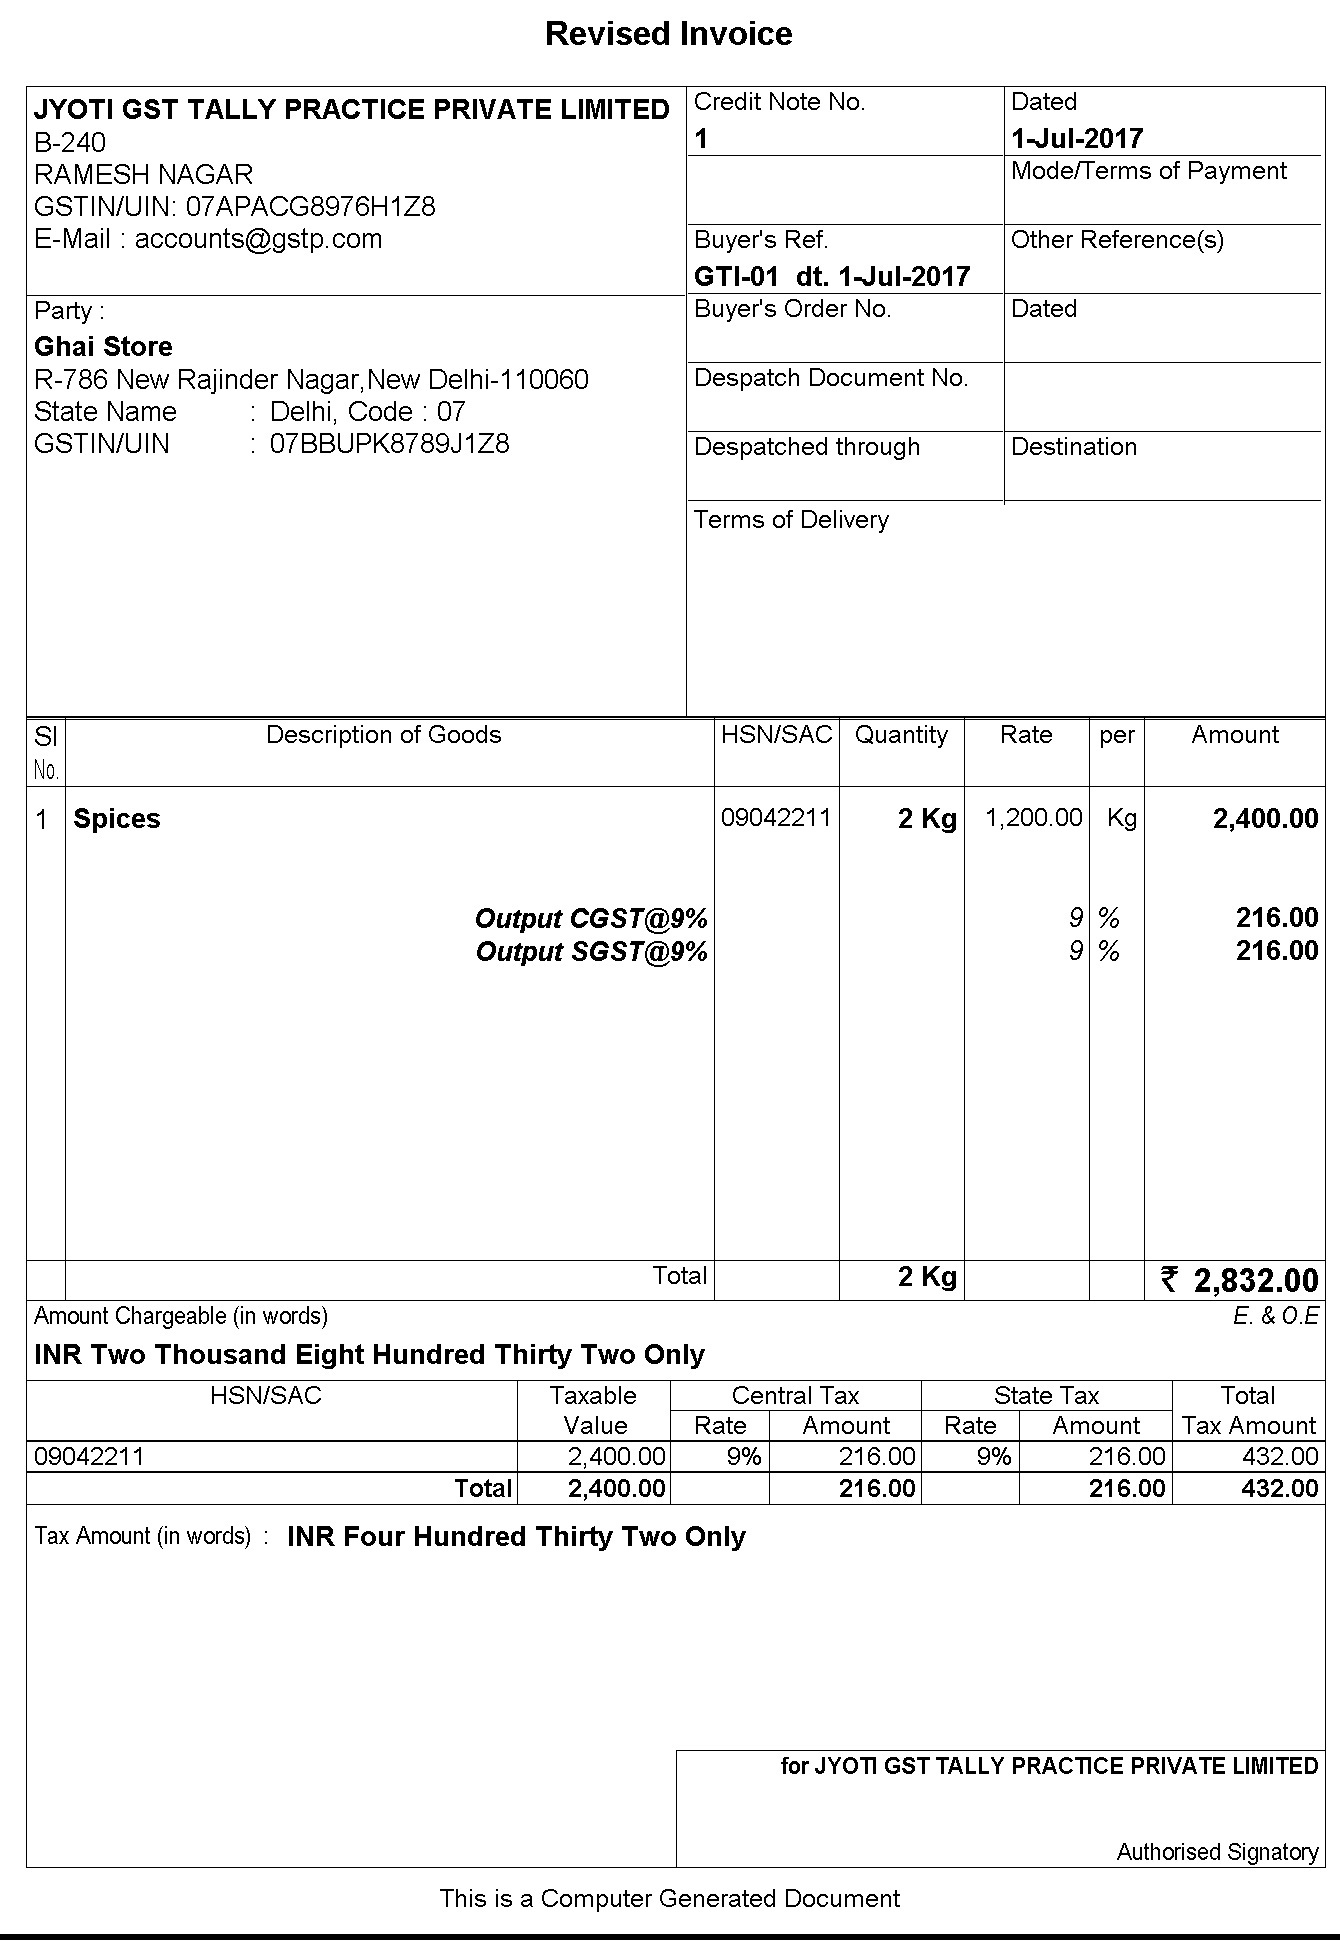 Revised Invoice
JYOTI GST TALLY PRACTICE PRIVATE LIMITED
B-240
RAMESH NAGAR
GSTIN/UIN: 07APACG8976H1Z8
E-Mail : accounts@gstp.com
Party :
Ghai Store
R-786 New Rajinder Nagar,New Delhi-110060
State Name : Delhi, Code : 07
GSTIN/UIN : 07BBUPK8789J1Z8
Credit Note No. Dated
1 1-Jul-2017
Mode/Terms of Payment
Buyer's Ref. Other Reference(s)
GTI-01 dt. 1-Jul-2017
Buyer's Order No. Dated
Despatch Document No.
Despatched through Destination
Terms of Delivery
Sl Description of Goods HSN/SAC Quantity Rate per Amount
No.
1 Spices 09042211 2 Kg 1,200.00 Kg 2,400.00
Output CGST@9% 9 % 216.00
Output SGST@9% 9 % 216.00
Total 2 Kg ₹ 2,832.00
Amount Chargeable (in words) E. & O.E
INR Two Thousand Eight Hundred Thirty Two Only
HSN/SAC Taxable Central Tax State Tax Total
Value Rate Amount Rate Amount Tax Amount
09042211 2,400.00 9% 216.00 9% 216.00 432.00
Total 2,400.00 216.00 216.00 432.00
Tax Amount (in words) : INR Four Hundred Thirty Two Only
for JYOTI GST TALLY PRACTICE PRIVATE LIMITED
Authorised Signatory
This is a Computer Generated Document